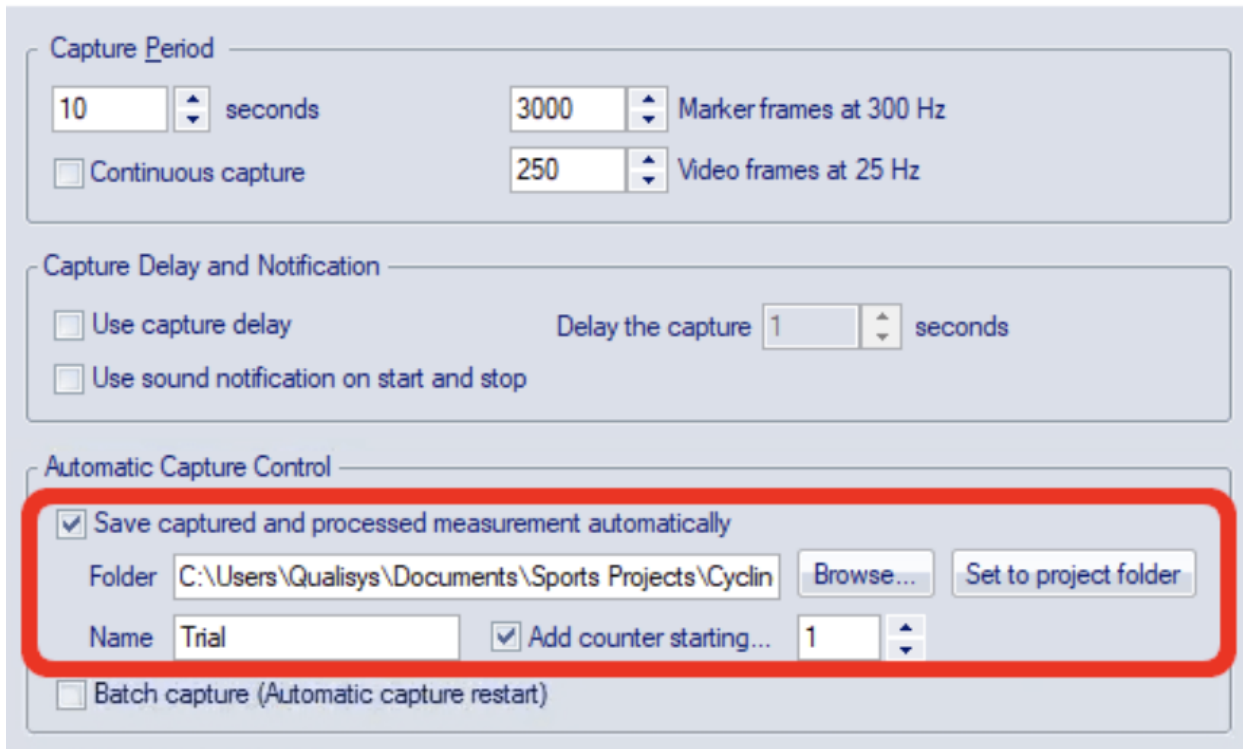 Capture Period
10 seconds 3000 Marker frames at 300 Hz
Continuous capture 250 Video frames at 25 Hz
Capture Delay and Notification
Use capture delay Delay the capture 1 seconds
Use sound notification on start and stop
Automatic Capture Control
Save captured and processed measurement automatically
Folder C:\Users\Qualisys\Documents\Sports Projects\Cyclin Browse... Set to project folder
Name Trial Add counter starting... 1
Batch capture (Automatic capture restart)